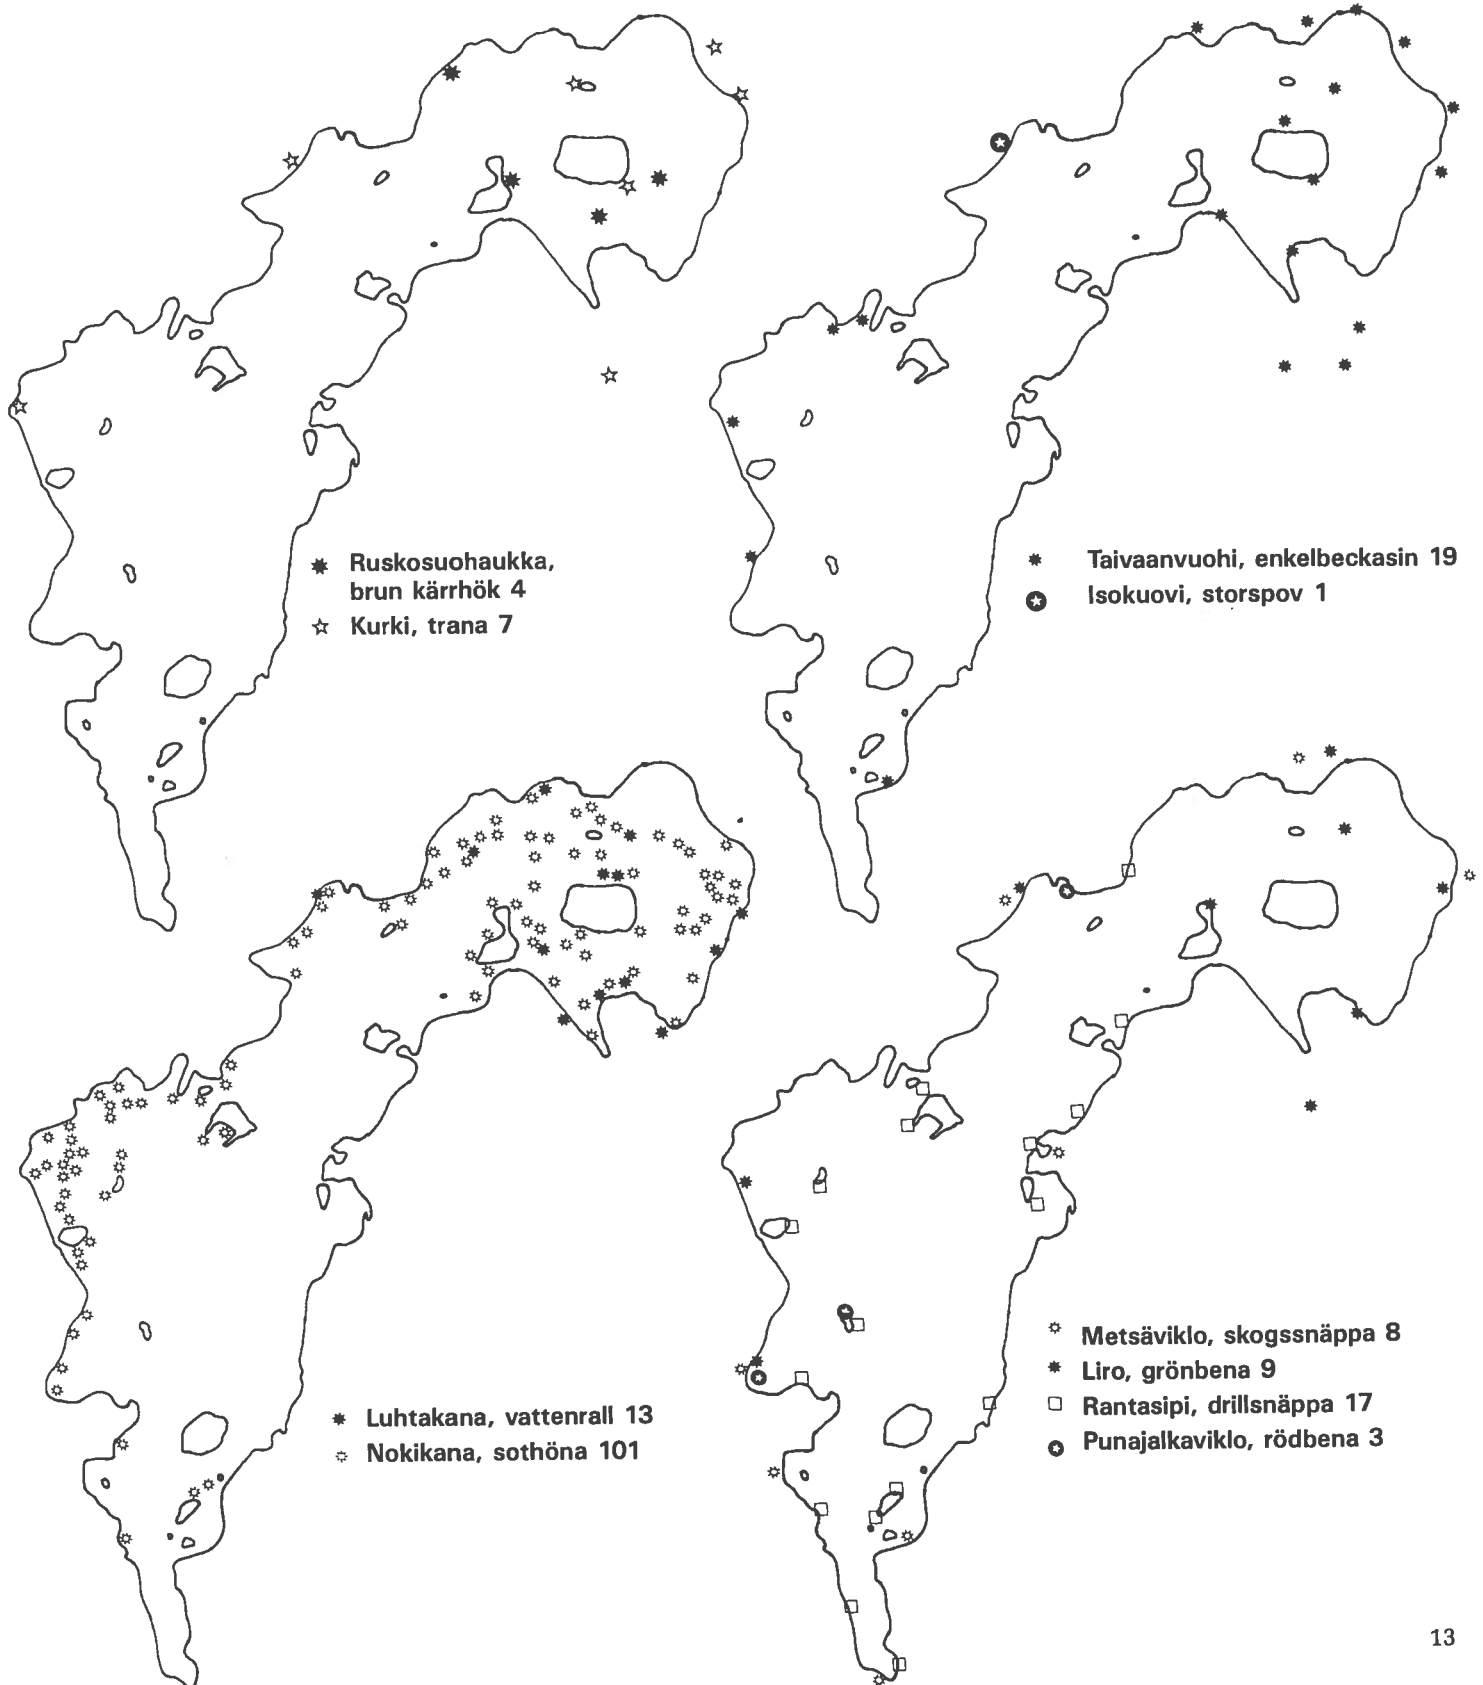 Ruskosuohaukka,
brun kärrhök 4
Kurki, trana 7
Taivaanvuohi, enkelbeckasin 19
Isokuovi, storspov 1
Luhtakana, vattenrall 13
Nokikana, sothöna 101
Metsäviklo, skogssnäppa 8
Liro, grönbena 9
Rantasipi, drillsnäppa 17
Punajalkaviklo, rödbena 3
13